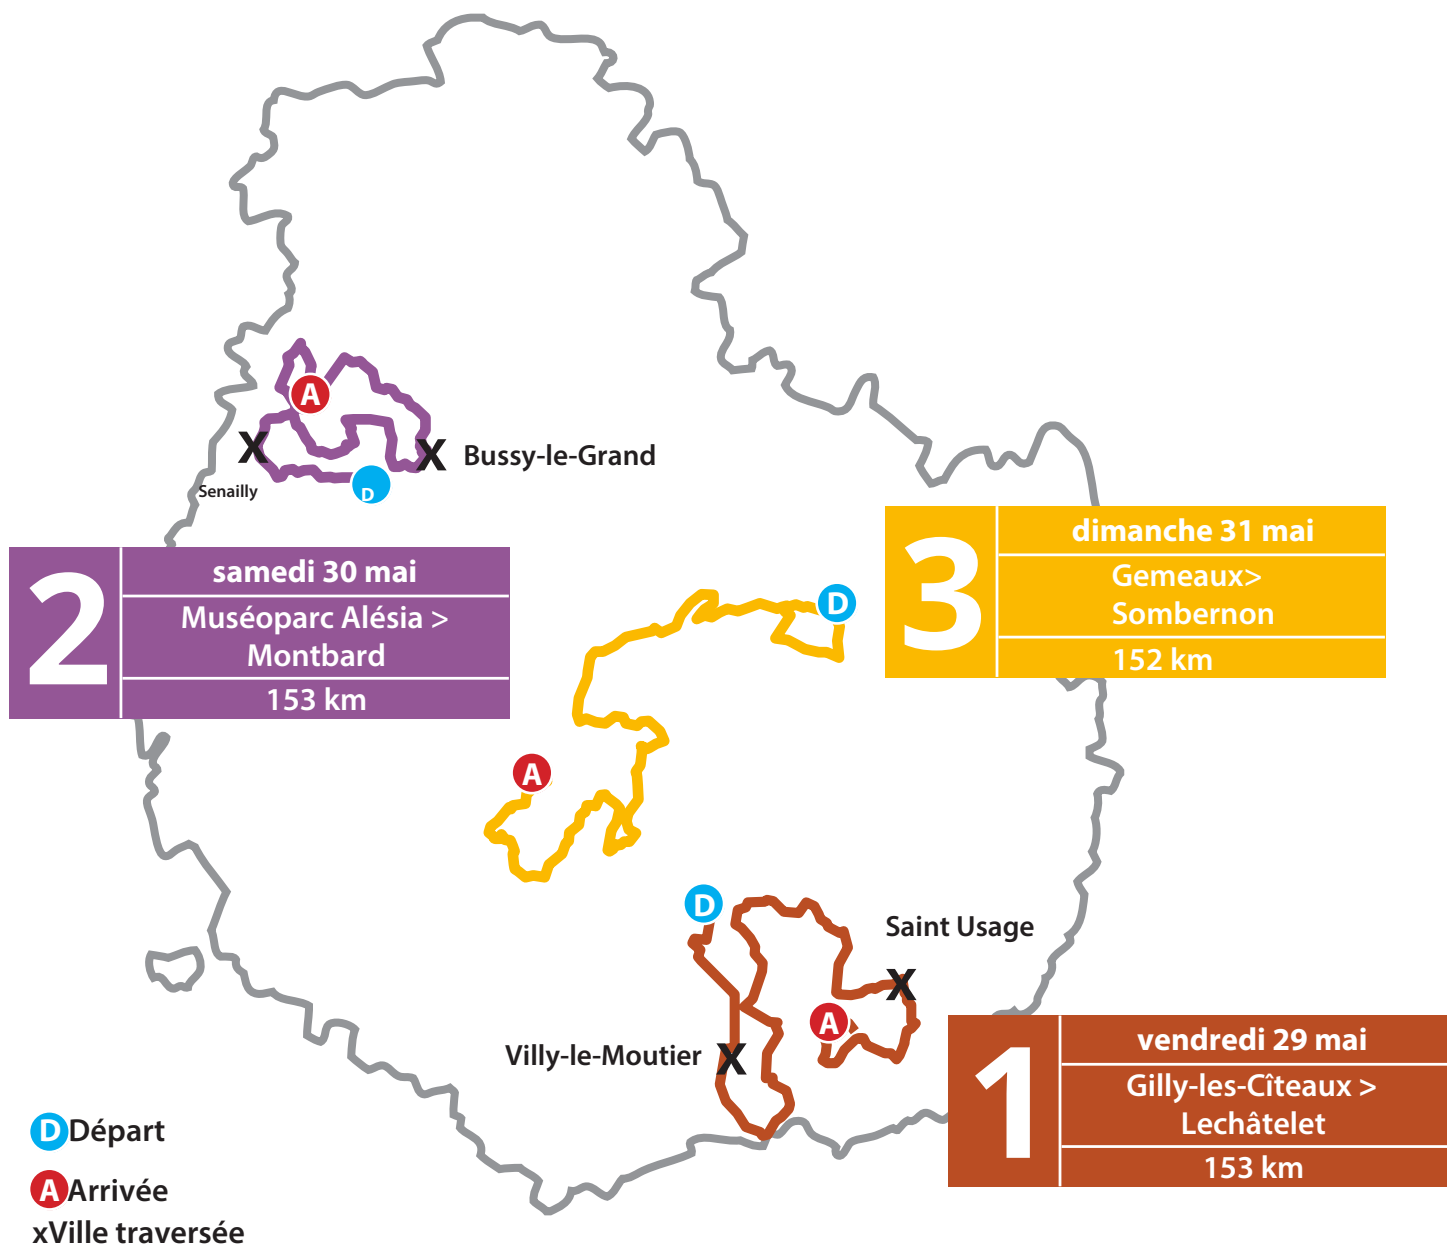 A
X
X
Bussy-le-Grand
Senailly
D
2
samedi 30 mai
Muséoparc Alésia >
Montbard
153 km
3
dimanche 31 mai
Gemeaux>
Sombernon
152 km
D
A
D
Saint Usage
X
A
Villy-le-Moutier
X
1
vendredi 29 mai
Gilly-les-Cîteaux >
Lechâtelet
153 km
D Départ
A Arrivée
xVille traversée